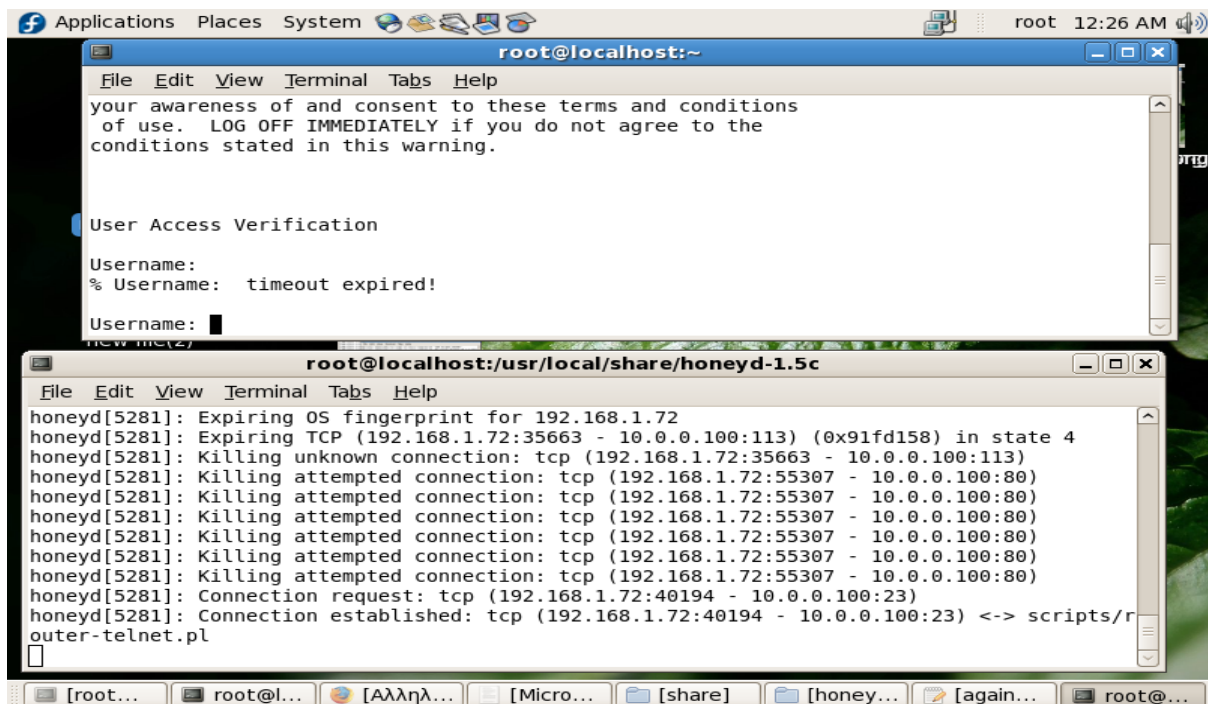 Applications Places System root 12:26 AM
root@localhost:~
File Edit View Terminal Tabs Help
your awareness of and consent to these terms and conditions
 of use.  LOG OFF IMMEDIATELY if you do not agree to the
conditions stated in this warning.
User Access Verification
Username:
% Username:  timeout expired!
Username:
new file(2)
root@localhost:/usr/local/share/honeyd-1.5c
File Edit View Terminal Tabs Help
honeyd[5281]: Expiring OS fingerprint for 192.168.1.72
honeyd[5281]: Expiring TCP (192.168.1.72:35663 - 10.0.0.100:113) (0x91fd158) in state 4
honeyd[5281]: Killing unknown connection: tcp (192.168.1.72:35663 - 10.0.0.100:113)
honeyd[5281]: Killing attempted connection: tcp (192.168.1.72:55307 - 10.0.0.100:80)
honeyd[5281]: Killing attempted connection: tcp (192.168.1.72:55307 - 10.0.0.100:80)
honeyd[5281]: Killing attempted connection: tcp (192.168.1.72:55307 - 10.0.0.100:80)
honeyd[5281]: Killing attempted connection: tcp (192.168.1.72:55307 - 10.0.0.100:80)
honeyd[5281]: Killing attempted connection: tcp (192.168.1.72:55307 - 10.0.0.100:80)
honeyd[5281]: Killing attempted connection: tcp (192.168.1.72:55307 - 10.0.0.100:80)
honeyd[5281]: Connection request: tcp (192.168.1.72:40194 - 10.0.0.100:23)
honeyd[5281]: Connection established: tcp (192.168.1.72:40194 - 10.0.0.100:23) <-> scripts/r
outer-telnet.pl
[root... root@l... [Αλληλ... [Micro... [share] [honey... [again... root@...